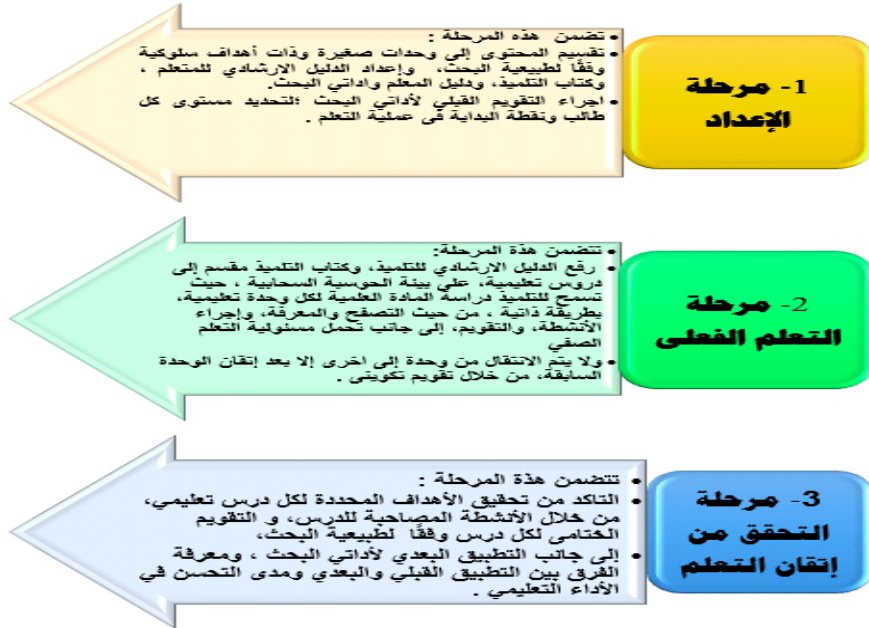 1- مرحلة
الإعداد
• تضمن هذه المرحلة :
• تقسيم المحتوى إلى وحدات صغيرة وذات أهداف سلوكية
وفقًا لطبيعية البحث، وإعداد الدليل الإرشادي للمتعلم ،
وكتاب التلميذ، ودليل المعلم واداتي البحث.
• اجراء التقويم القبلي لأداتي البحث ؛لتحديد مستوى كل
طالب ونقطة البداية في عملية التعلم .
2- مرحلة
التعلم الفعلى
• تتضمن هذة المرحلة:
• رفع الدليل الارشادي للتلميذ، وكتاب التلميذ مقسم إلى
دروس تعليمية، على بيئة الحوسبة السحابية ، حيث
تسمح للتلميذ دراسة المادة العلمية لكل وحدة تعليمية،
بطريقة ذاتية ، من حيث التصفح والمعرفة، وإجراء
الأنشطة، والتقويم، إلى جانب تحمل مسئولية التعلم
الصفي
• ولا يتم الانتقال من وحدة إلى اخرى إلا بعد إتقان الوحدة
السابقة، من خلال تقويم تكويني .
3- مرحلة
التحقق من
إتقان التعلم
• تتضمن هذة المرحلة :
• التاكد من تحقيق الأهداف المحددة لكل درس تعليمي،
من خلال الأنشطة المصاحبة للدرس، و التقويم
الختامى لكل درس وفقًا لطبيعية البحث،
• إلى جانب التطبيق البعدي لأداتي البحث ، ومعرفة
الفرق بين التطبيق القبلي والبعدي ومدى التحسن في
الأداء التعليمي .